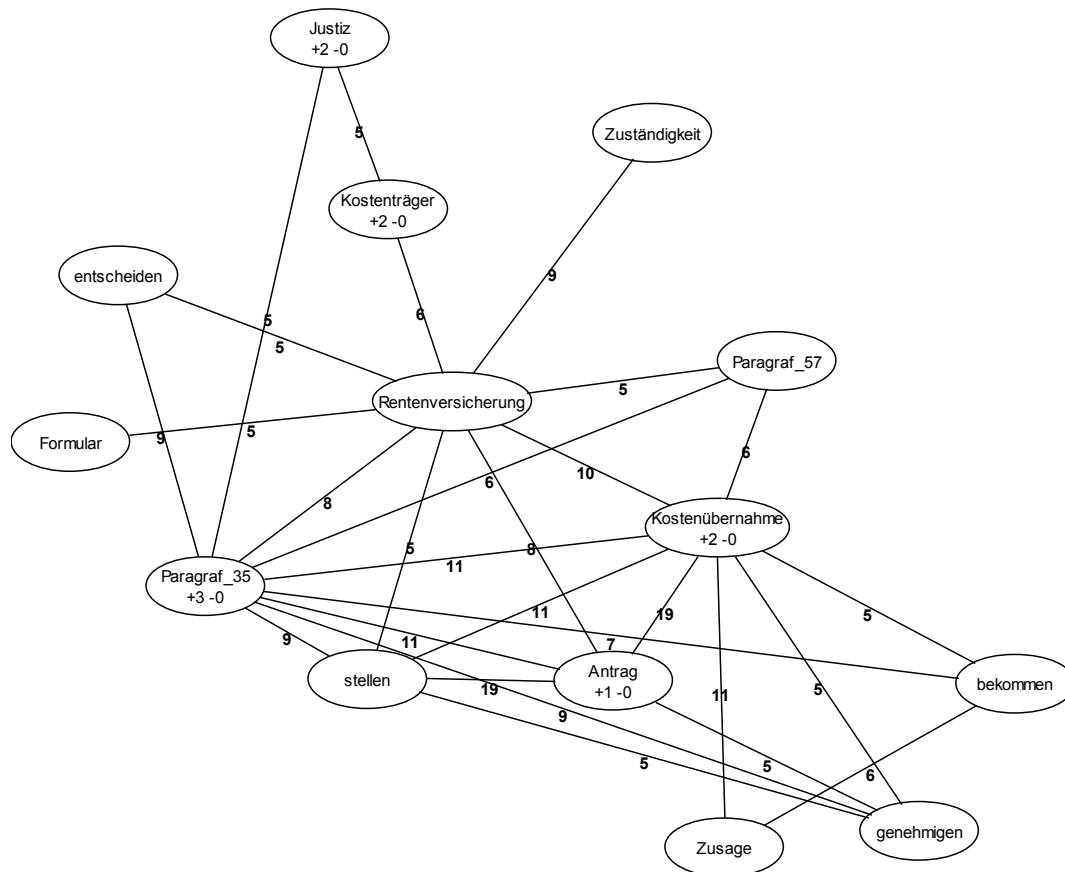 Justiz
+2 -0
5
Zuständigkeit
Kostenträger
+2 -0
entscheiden
9
6
5
5
Paragraf_57
5
Rentenversicherung
Formular
5
9
6
10
6
8
Kostenübernahme
+2 -0
5
8
11
Paragraf_35
+3 -0
11
19
5
9
11
7
stellen
19
Antrag
+1 -0
bekommen
11
5
9
5
5
6
genehmigen
Zusage